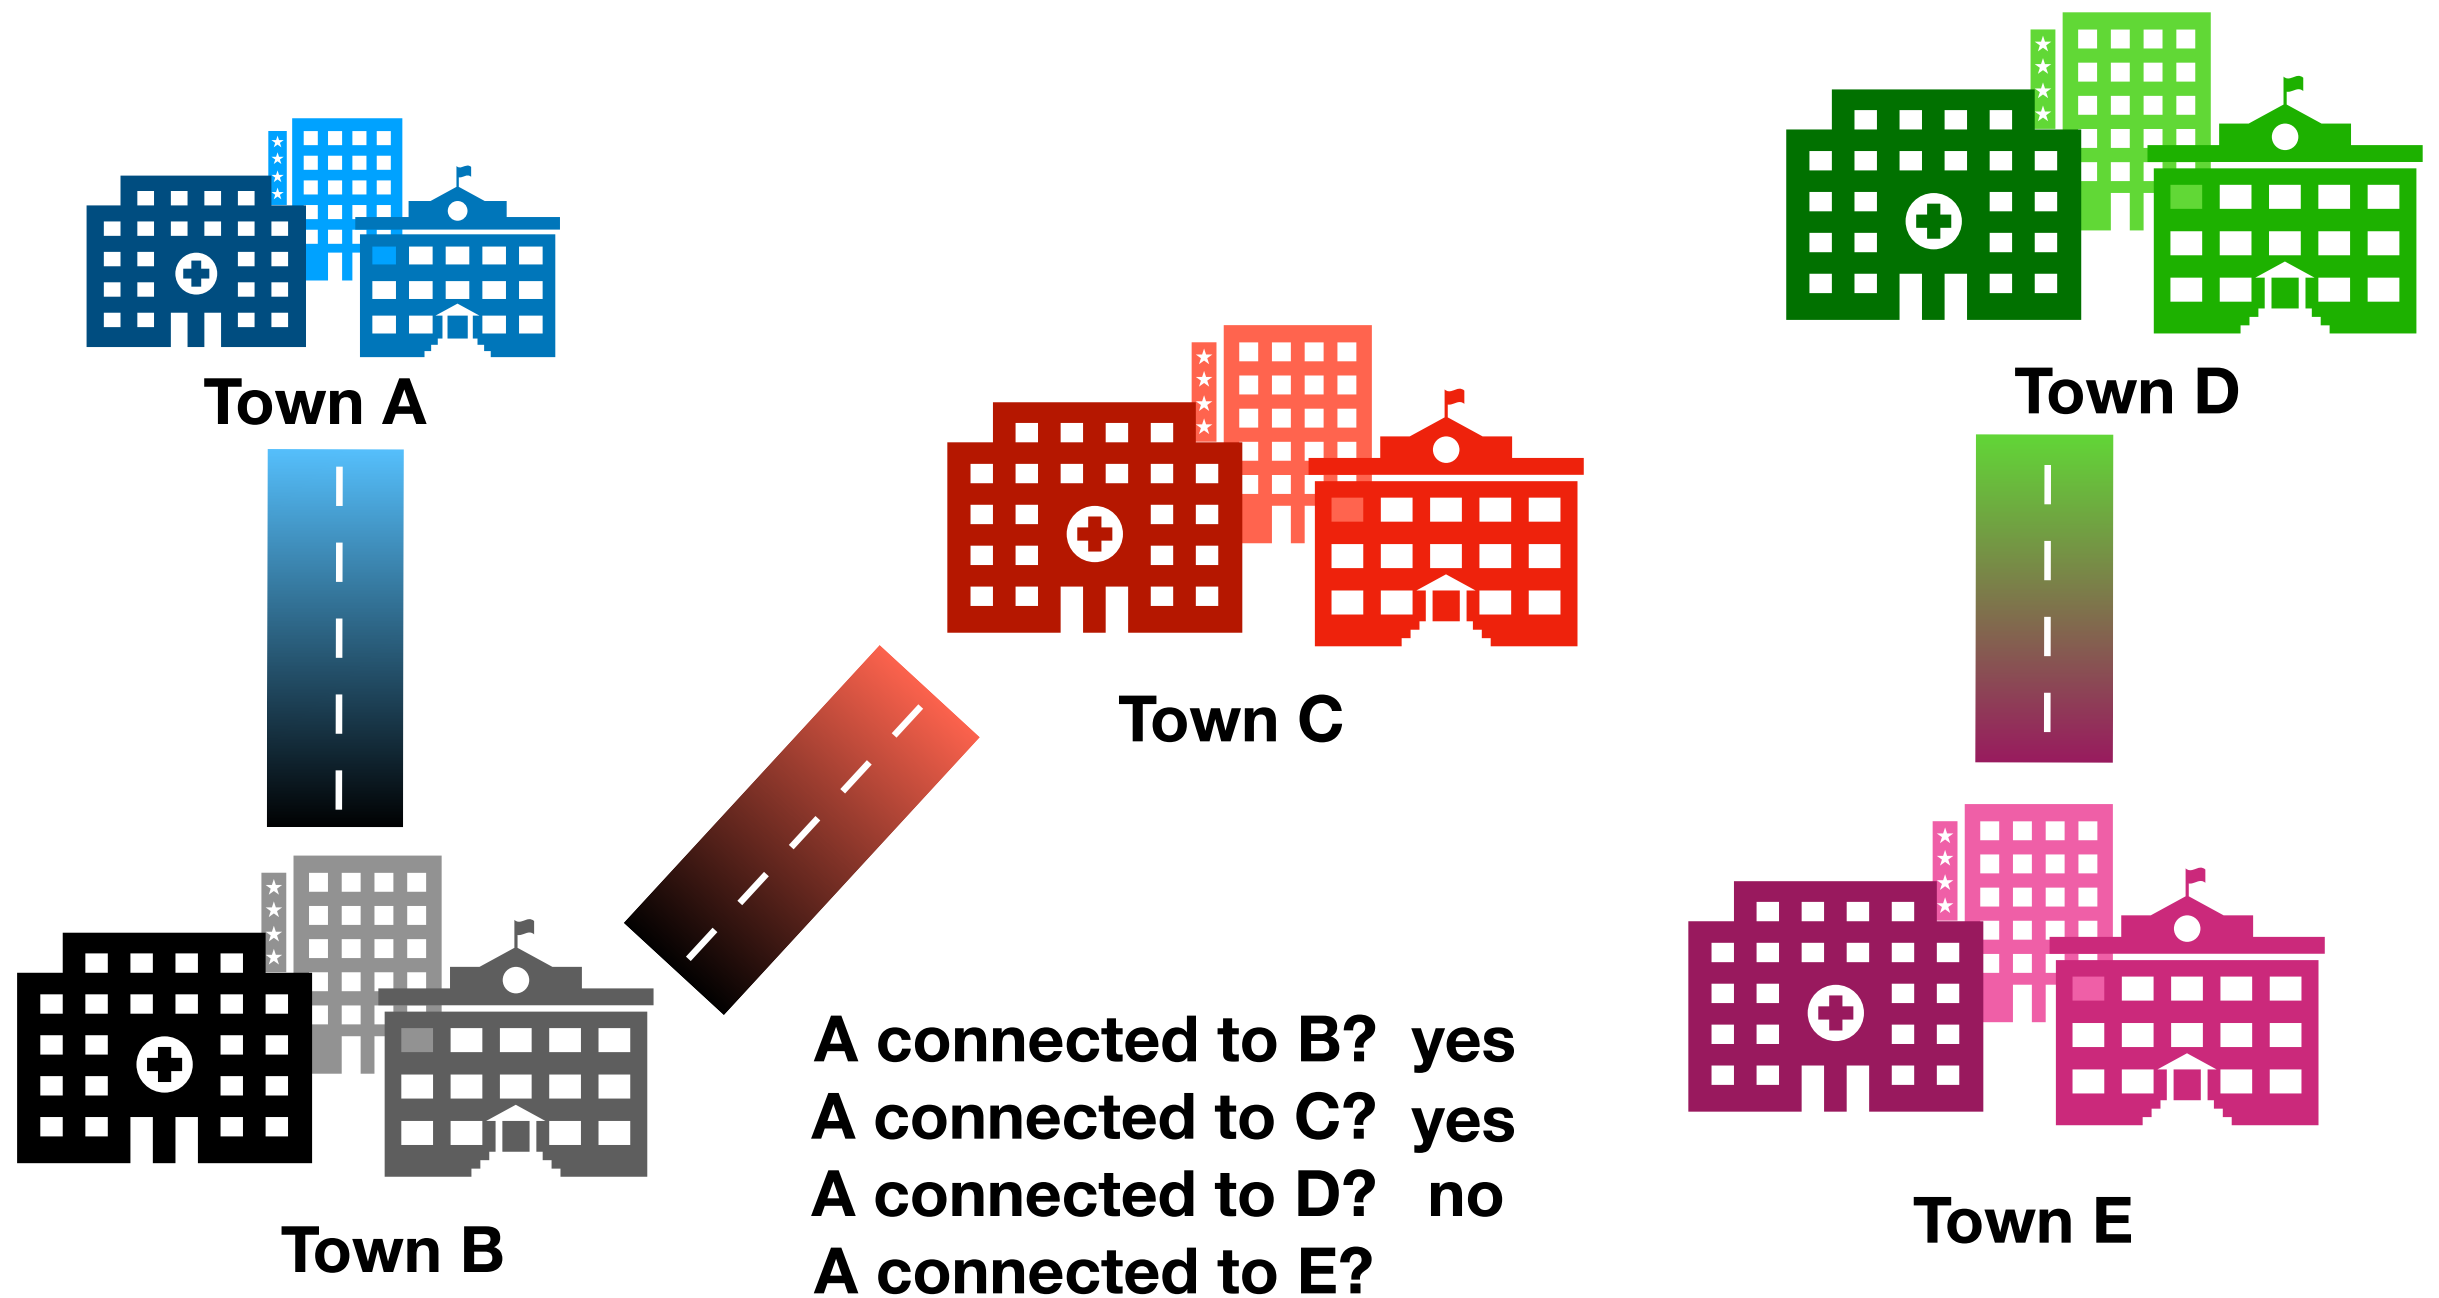 Town A
Town D
Town C
Town B
Town E
A connected to B? yes
A connected to C? yes
A connected to D? no
A connected to E?